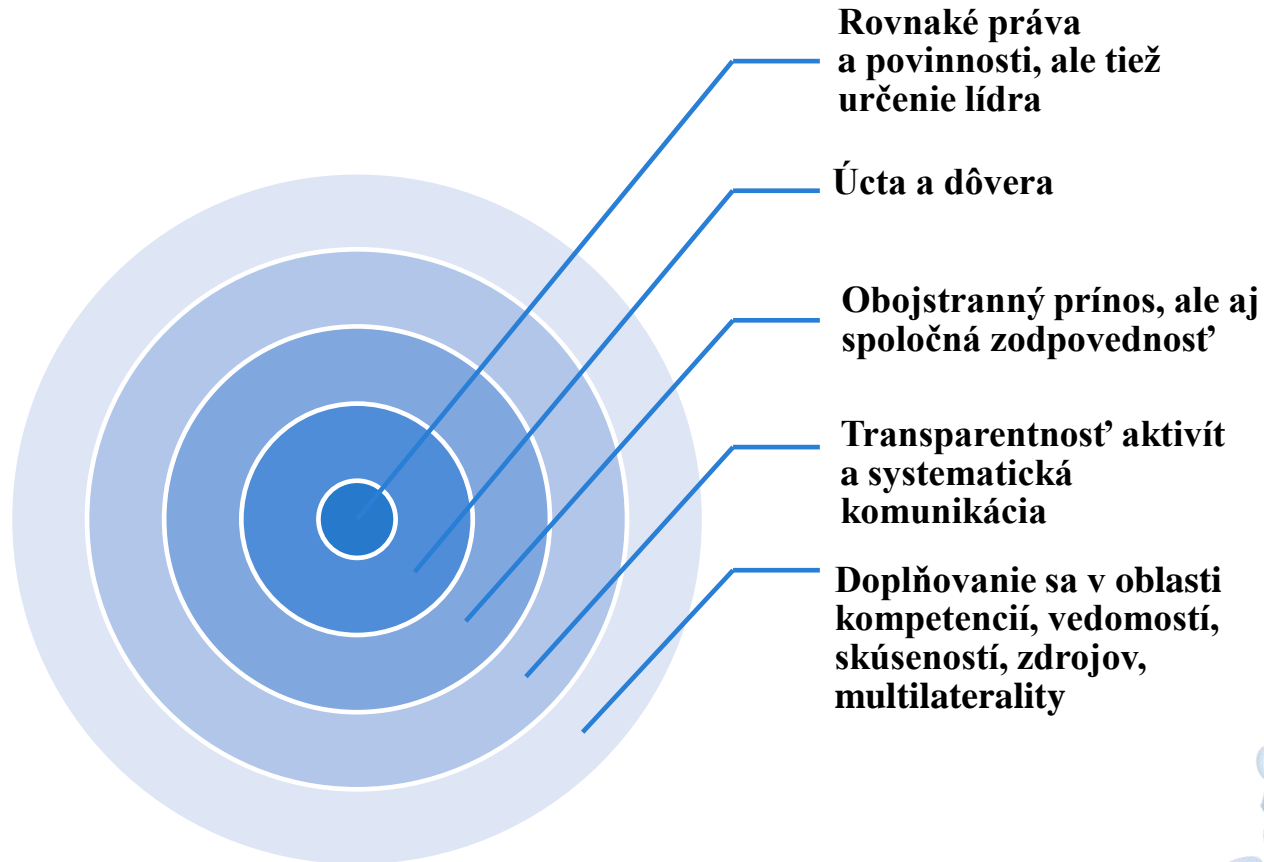 Rovnaké práva
a povinnosti, ale tiež
určenie lídra
Úcta a dôvera
Obojstranný prínos, ale aj
spoločná zodpovednosť
Transparentnosť aktivít
a systematická
komunikácia
Doplňovanie sa v oblasti
kompetencií, vedomostí,
skúseností, zdrojov,
multilaterality